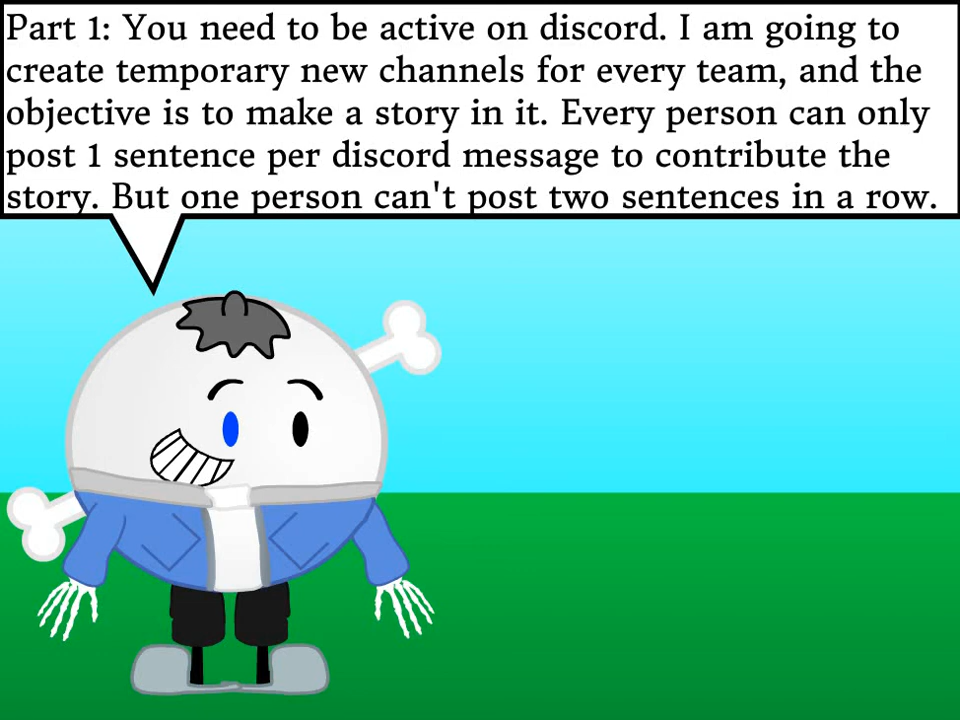 Part 1: You need to be active on discord. I am going to
create temporary new channels for every team, and the
objective is to make a story in it. Every person can only
post 1 sentence per discord message to contribute the
story. But one person can't post two sentences in a row.